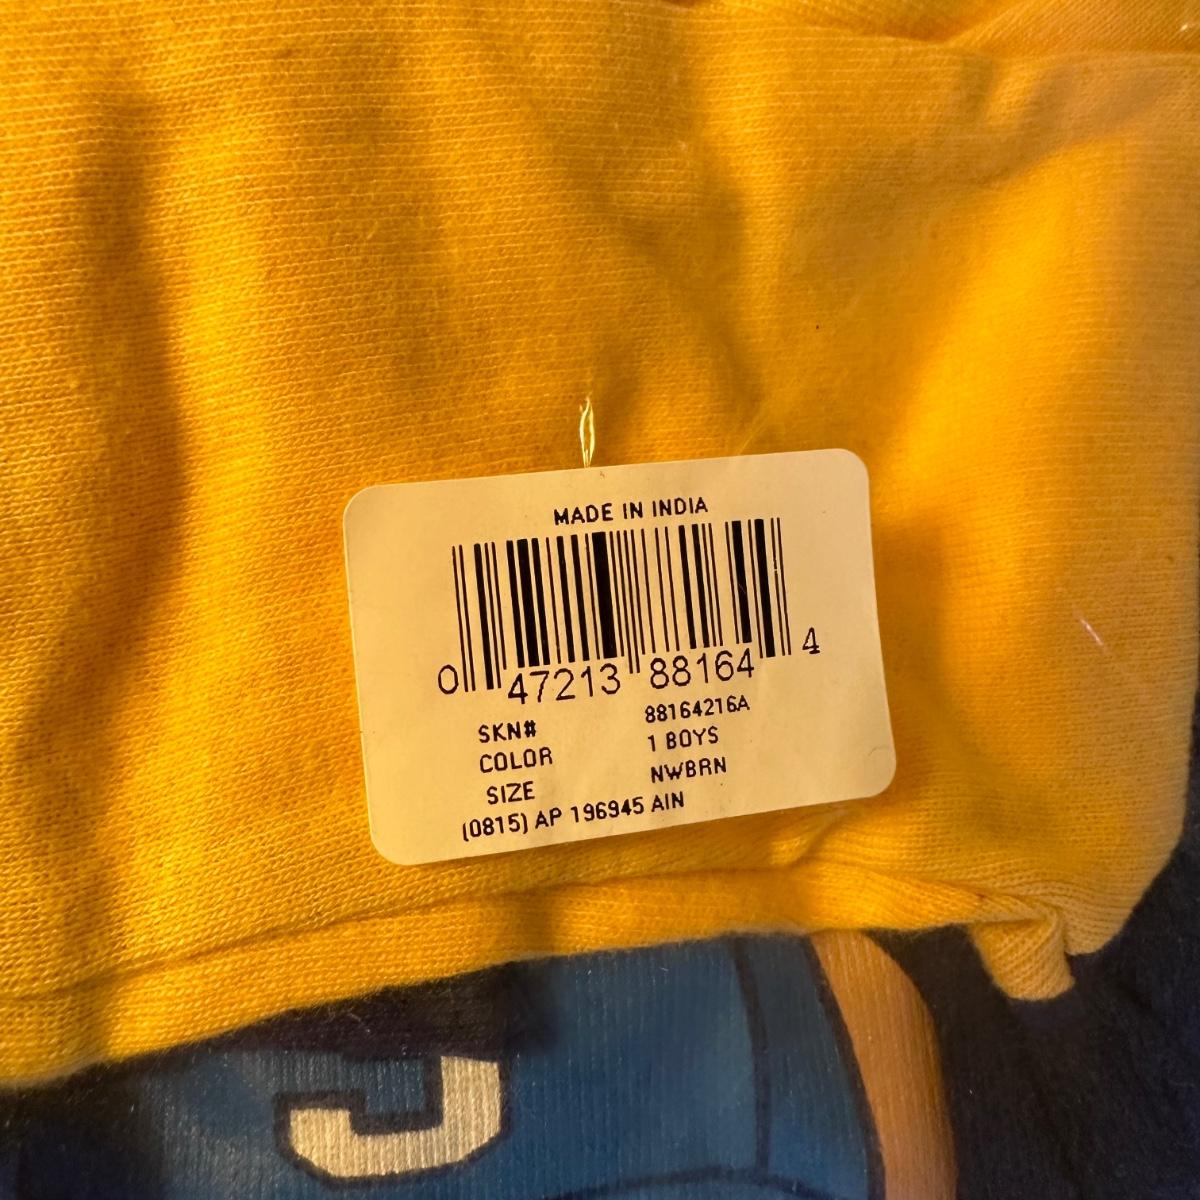 MADE IN INDIA
0 47213 88164 4
SKN# 88164216A
COLOR 1 BOYS
SIZE NWBRN
(0815) AP 196945 AIN